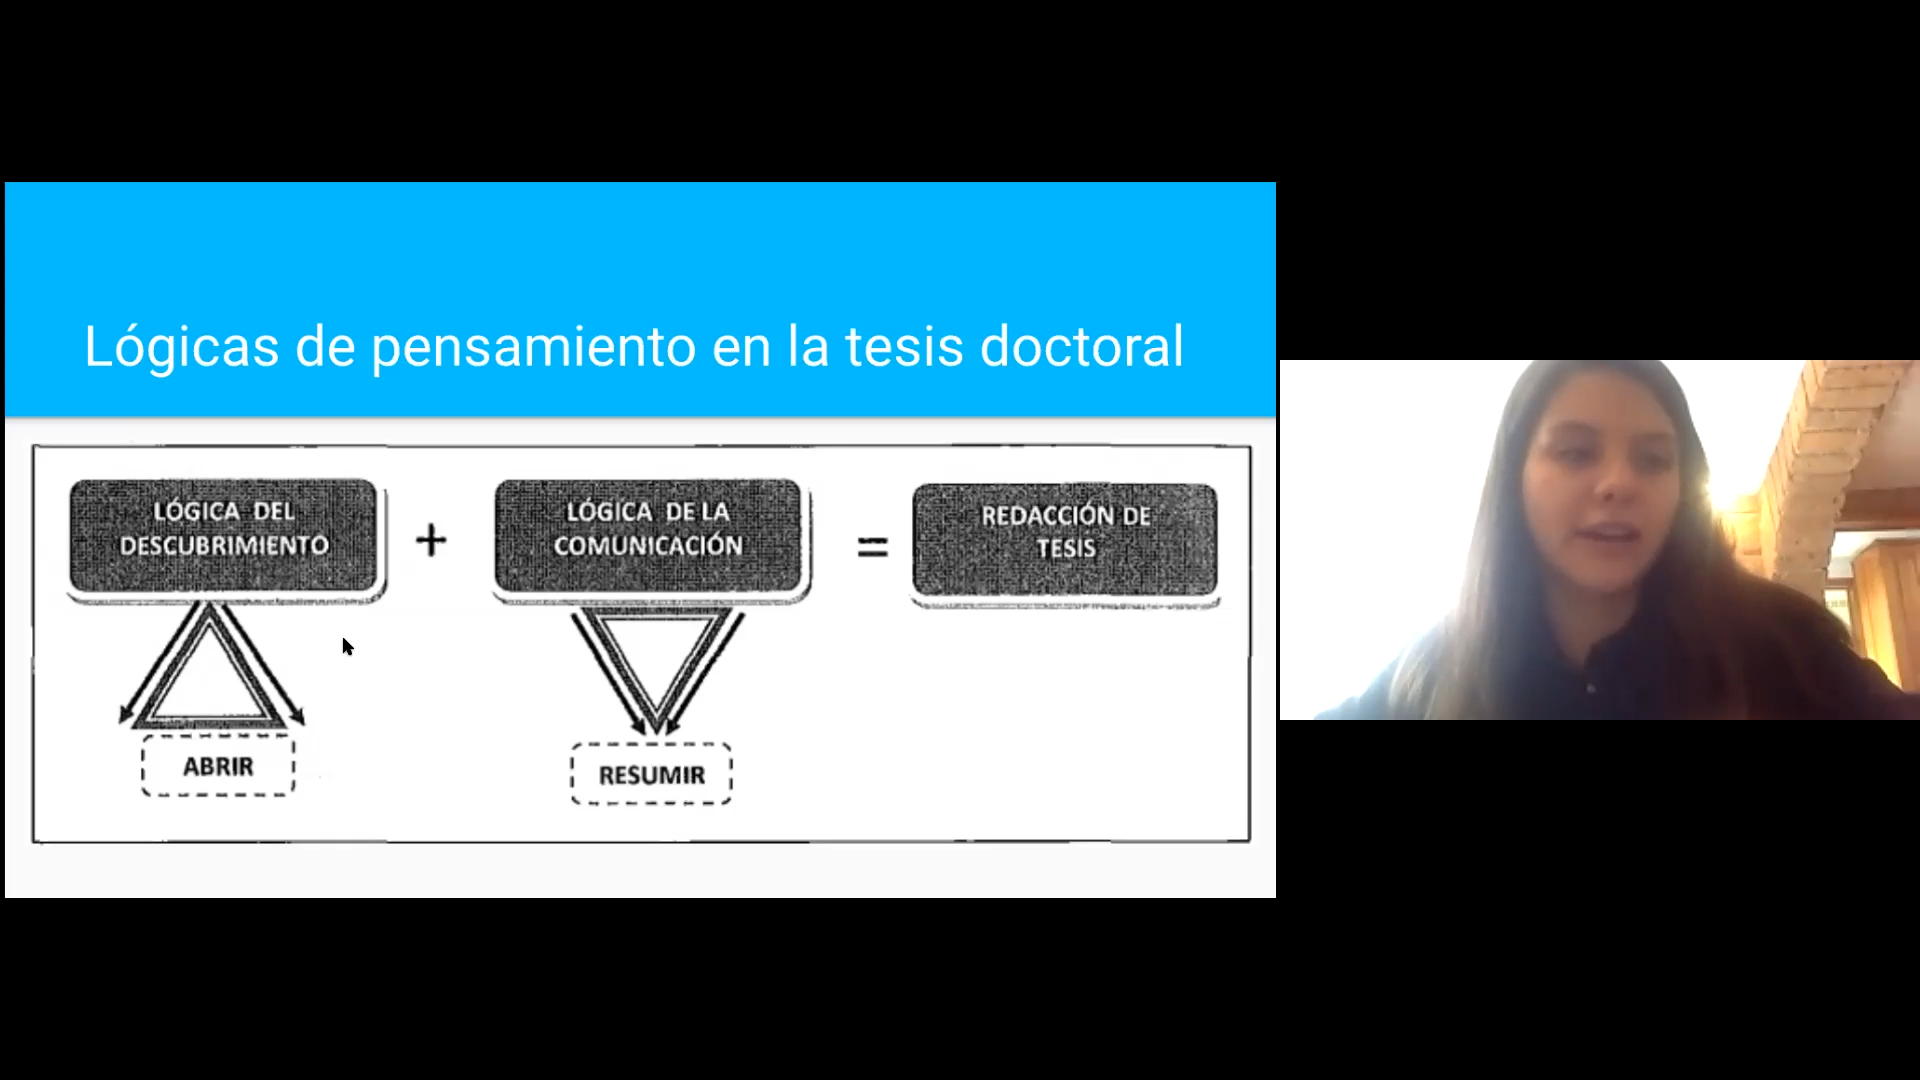 Lógicas de pensamiento en la tesis doctoral
LÓGICA DEL
DESCUBRIMIENTO
+
LÓGICA DE LA
COMUNICACIÓN
=
REDACCIÓN DE
TESIS
ABRIR
RESUMIR